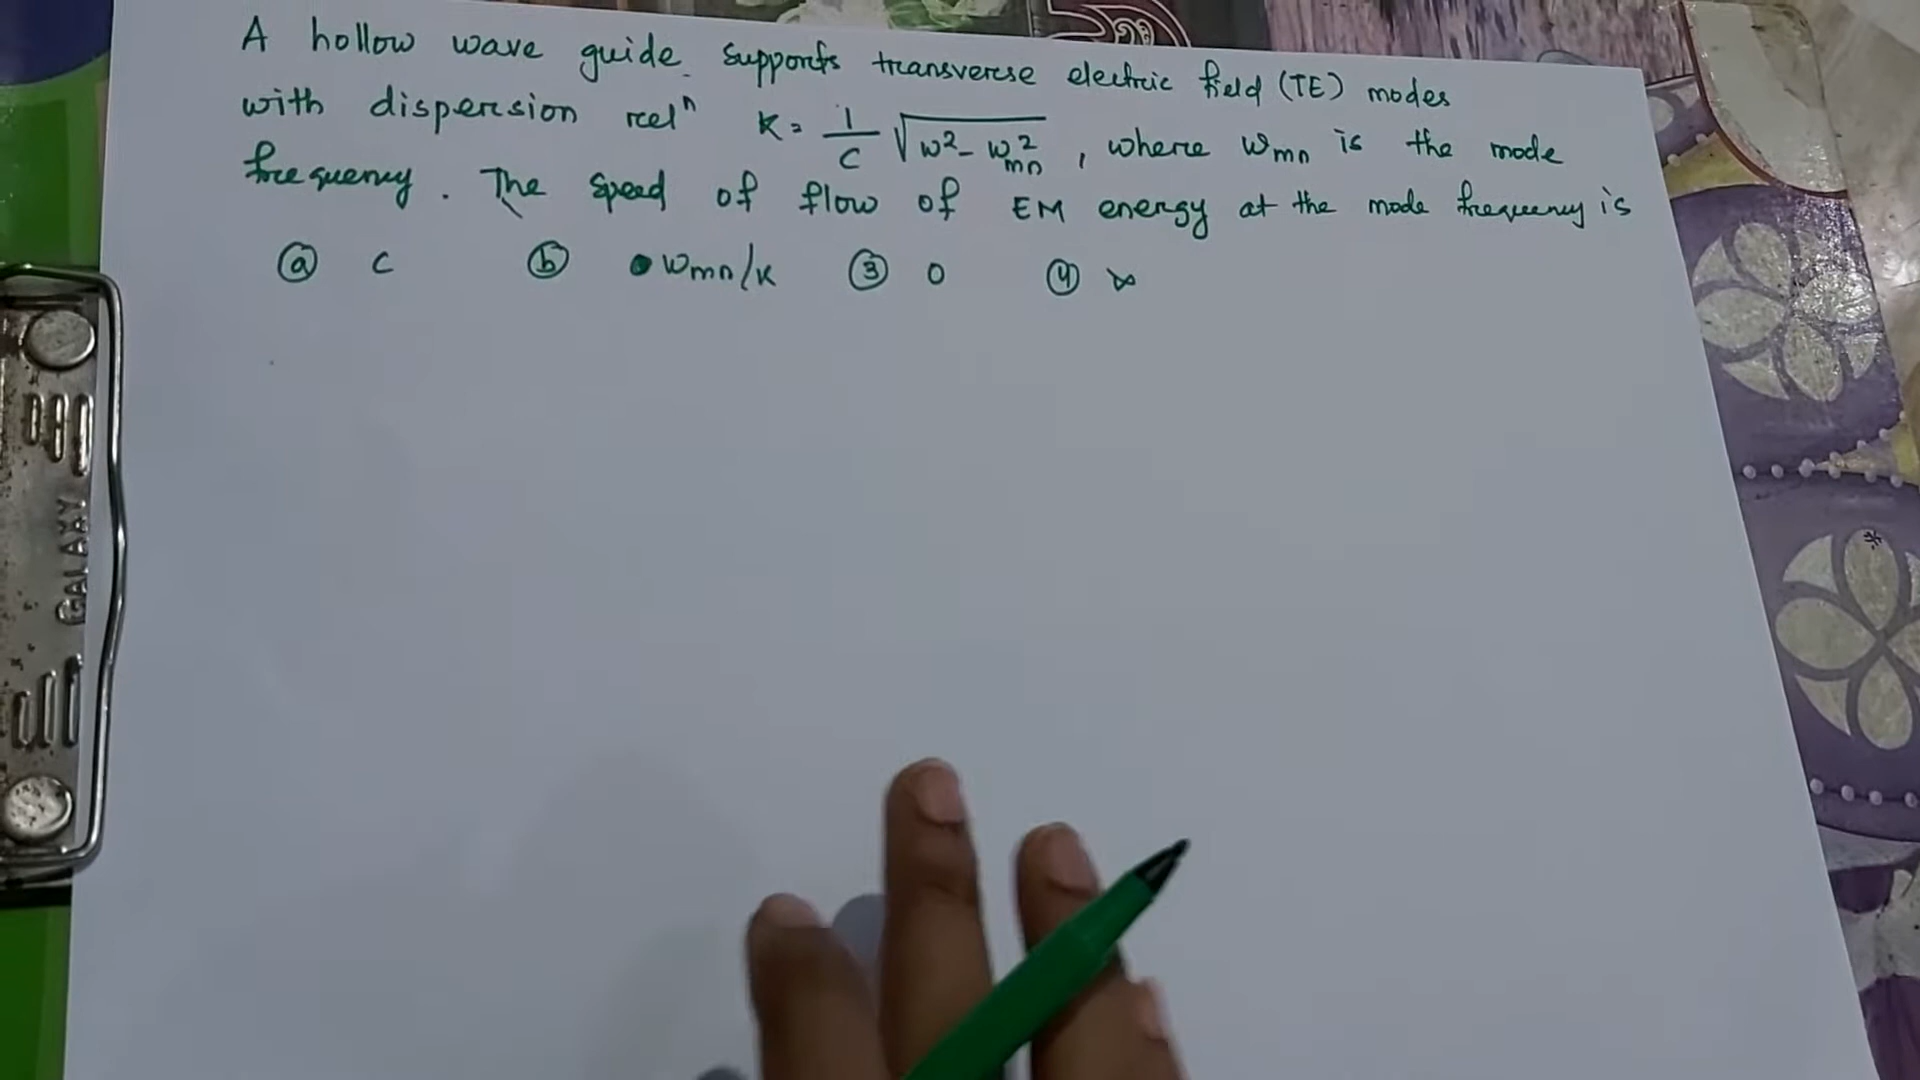 A hollow wave guide supports transverse electric field (TE) modes
with dispersion relⁿ K = 1/C √(ω² - ω²mn) , where ωmn is the mode
frequency . The speed of flow of EM energy at the mode frequency is
ⓐ C ⓑ ωmn/K ③ 0 ④ ∞
GALAXY